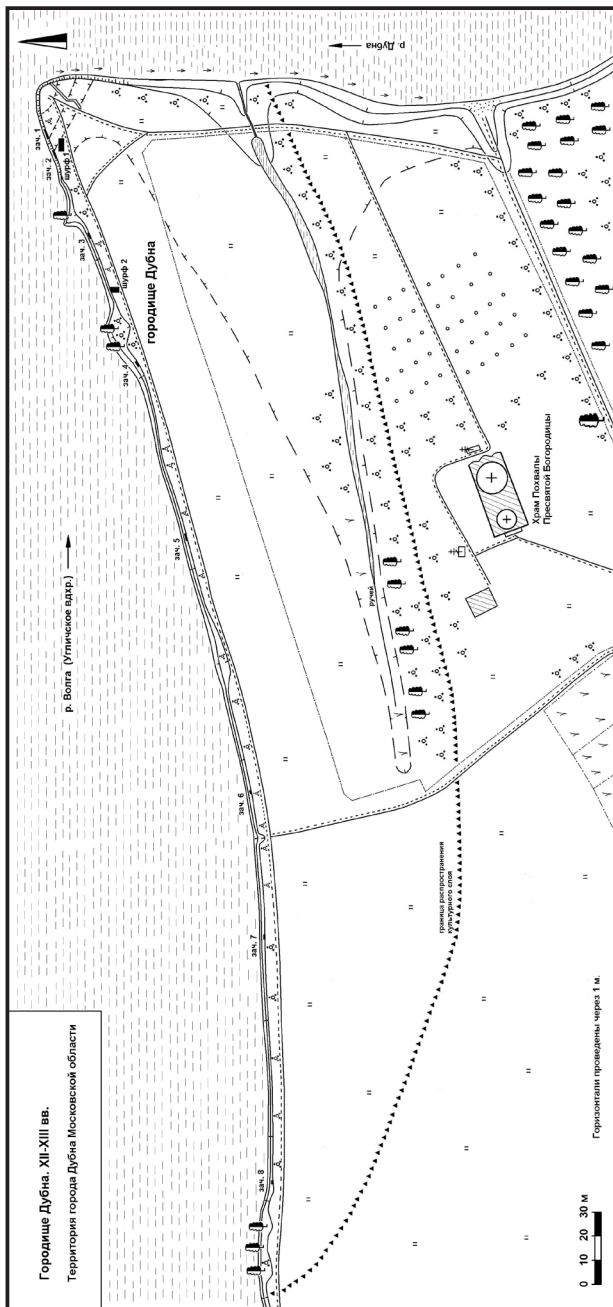 Городище Дубна. XII-XIII вв.
Территория города Дубна Московской области
р. Волга (Угличское вдхр.)
р. Дубна
зач. 1
зач. 2
шурф 1
зач. 3
шурф 2
зач. 4
городище Дубна
зач. 5
зач. 6
зач. 7
зач. 8
ручей
Храм Похвалы
Пресвятой Богородицы
граница распространения
культурного слоя
Горизонтали проведены через 1 м.
0 10 20 30 м